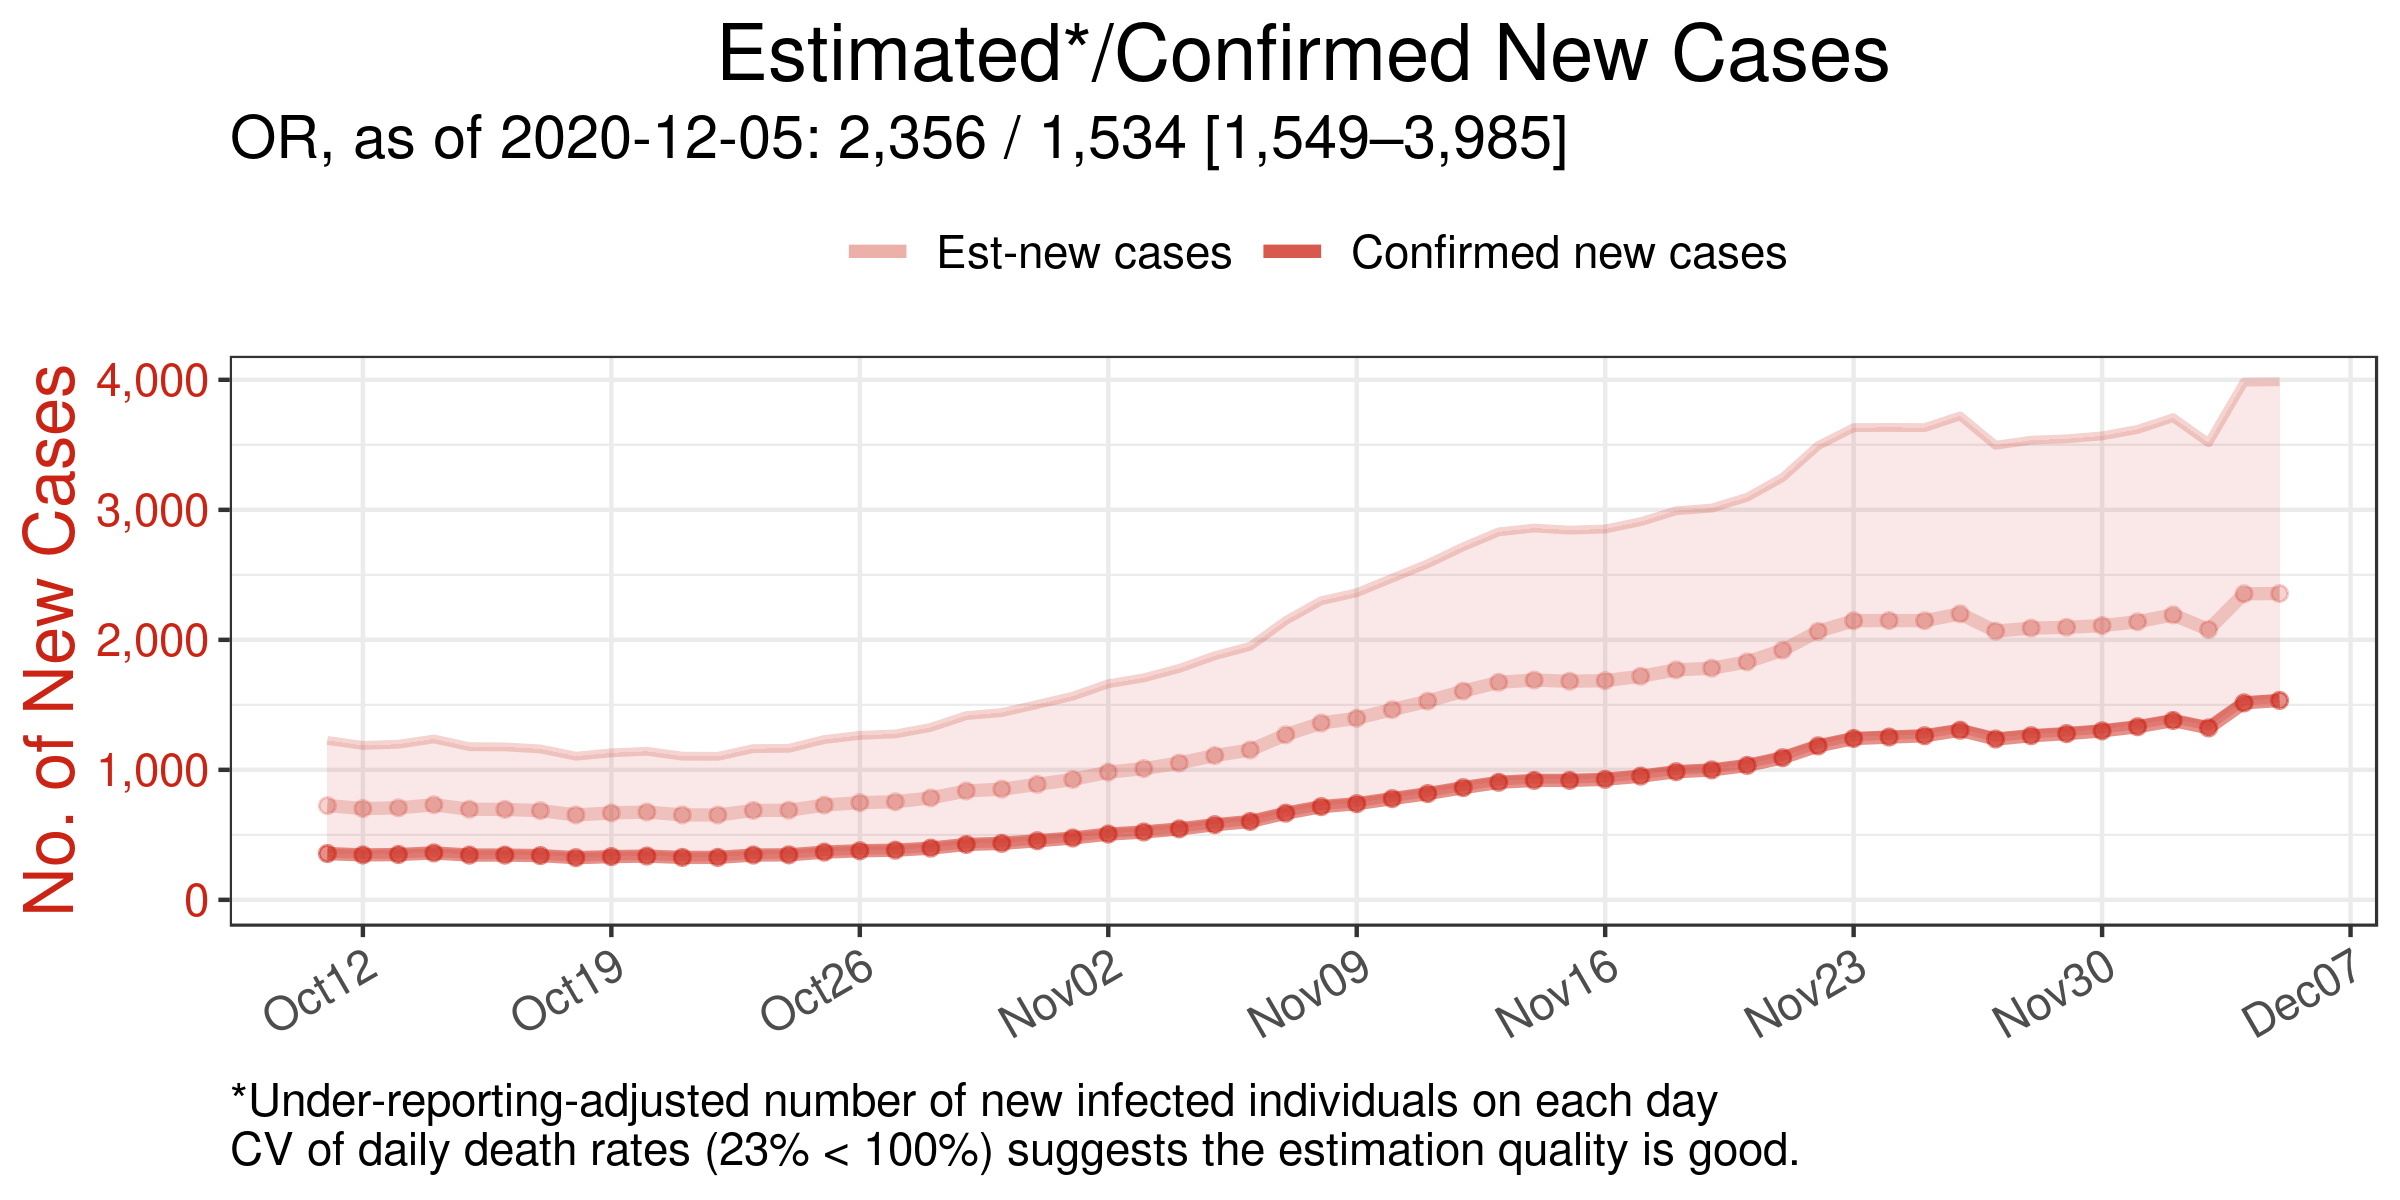 Estimated*/Confirmed New Cases
OR, as of 2020-12-05: 2,356 / 1,534 [1,549–3,985]
Est-new cases
Confirmed new cases
No. of New Cases
4,000
3,000
2,000
1,000
0
Oct12
Oct19
Oct26
Nov02
Nov09
Nov16
Nov23
Nov30
Dec07
*Under-reporting-adjusted number of new infected individuals on each day
CV of daily death rates (23% < 100%) suggests the estimation quality is good.